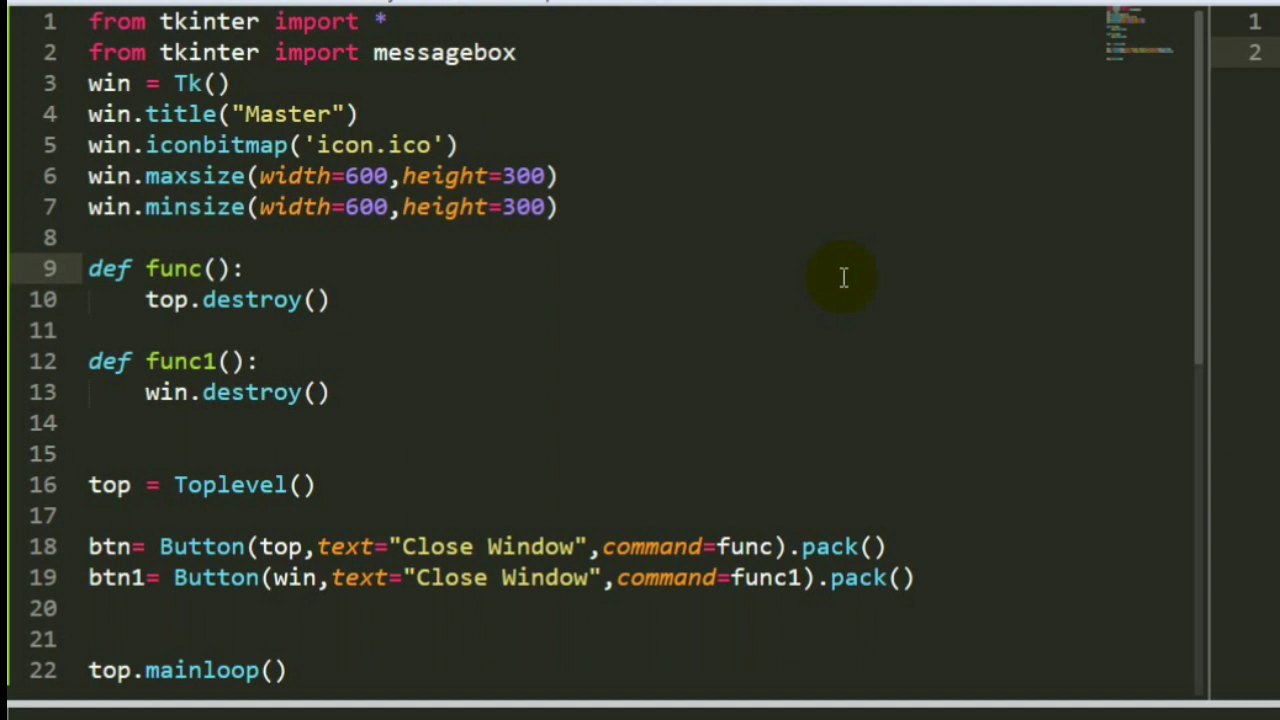 1 from tkinter import *
2 from tkinter import messagebox
3 win = Tk()
4 win.title("Master")
5 win.iconbitmap('icon.ico')
6 win.maxsize(width=600,height=300)
7 win.minsize(width=600,height=300)
8
9 def func():
10 top.destroy()
11
12 def func1():
13 win.destroy()
14
15
16 top = Toplevel()
17
18 btn= Button(top,text="Close Window",command=func).pack()
19 btn1= Button(win,text="Close Window",command=func1).pack()
20
21
22 top.mainloop()
1
2